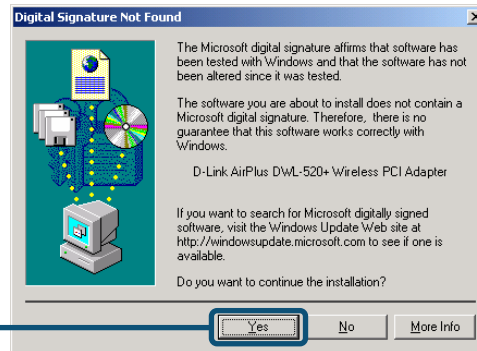 Digital Signature Not Found
The Microsoft digital signature affirms that software has
been tested with Windows and that the software has not
been altered since it was tested.
The software you are about to install does not contain a
Microsoft digital signature. Therefore, there is no
guarantee that this software works correctly with
Windows.
D-Link AirPlus DWL-520+ Wireless PCI Adapter
If you want to search for Microsoft digitally signed
software, visit the Windows Update Web site at
http://windowsupdate.microsoft.com to see if one is
available.
Do you want to continue the installation?
Yes No More Info